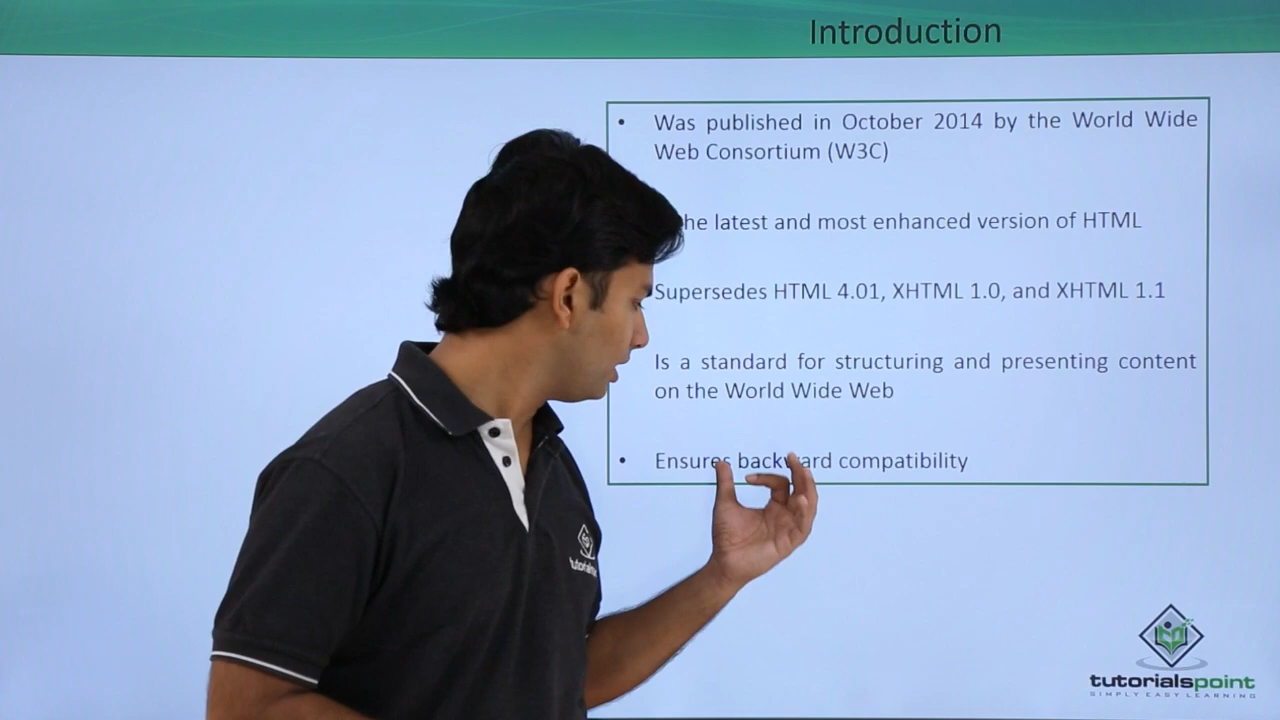 Introduction
• Was published in October 2014 by the World Wide
Web Consortium (W3C)
latest and most enhanced version of HTML
Supersedes HTML 4.01, XHTML 1.0, and XHTML 1.1
Is a standard for structuring and presenting content
on the World Wide Web
• Ensures backward compatibility
tutorialspoint
SIMPLY EASY LEARNING